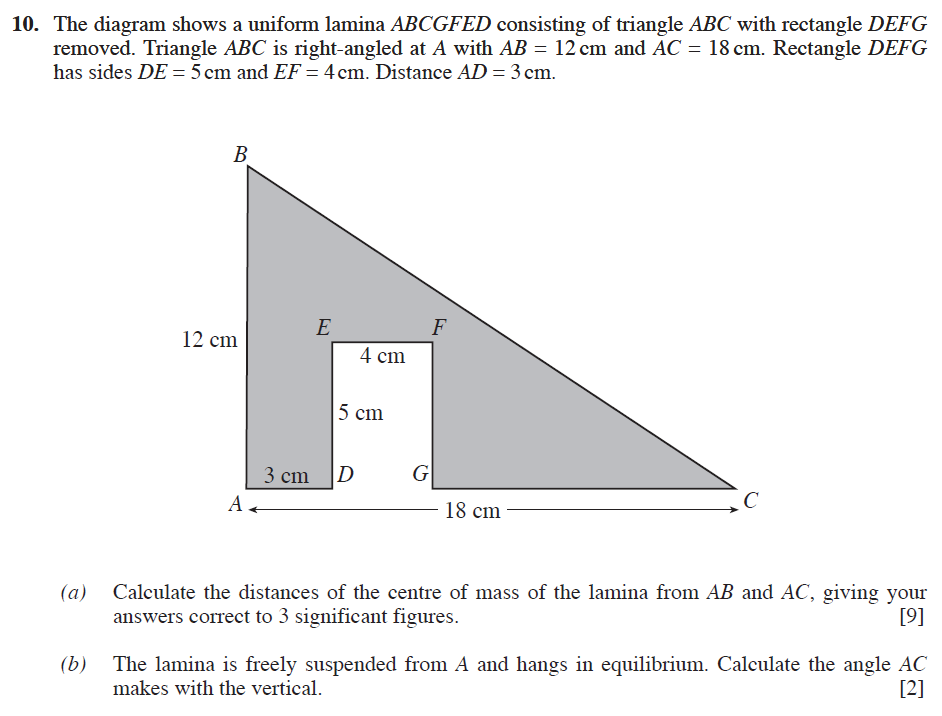 10. The diagram shows a uniform lamina ABCGFED consisting of triangle ABC with rectangle DEFG
removed. Triangle ABC is right-angled at A with AB = 12 cm and AC = 18 cm. Rectangle DEFG
has sides DE = 5 cm and EF = 4 cm. Distance AD = 3 cm.
B
E F
12 cm
4 cm
5 cm
3 cm D G
A C
18 cm
(a) Calculate the distances of the centre of mass of the lamina from AB and AC, giving your
answers correct to 3 significant figures. [9]
(b) The lamina is freely suspended from A and hangs in equilibrium. Calculate the angle AC
makes with the vertical. [2]